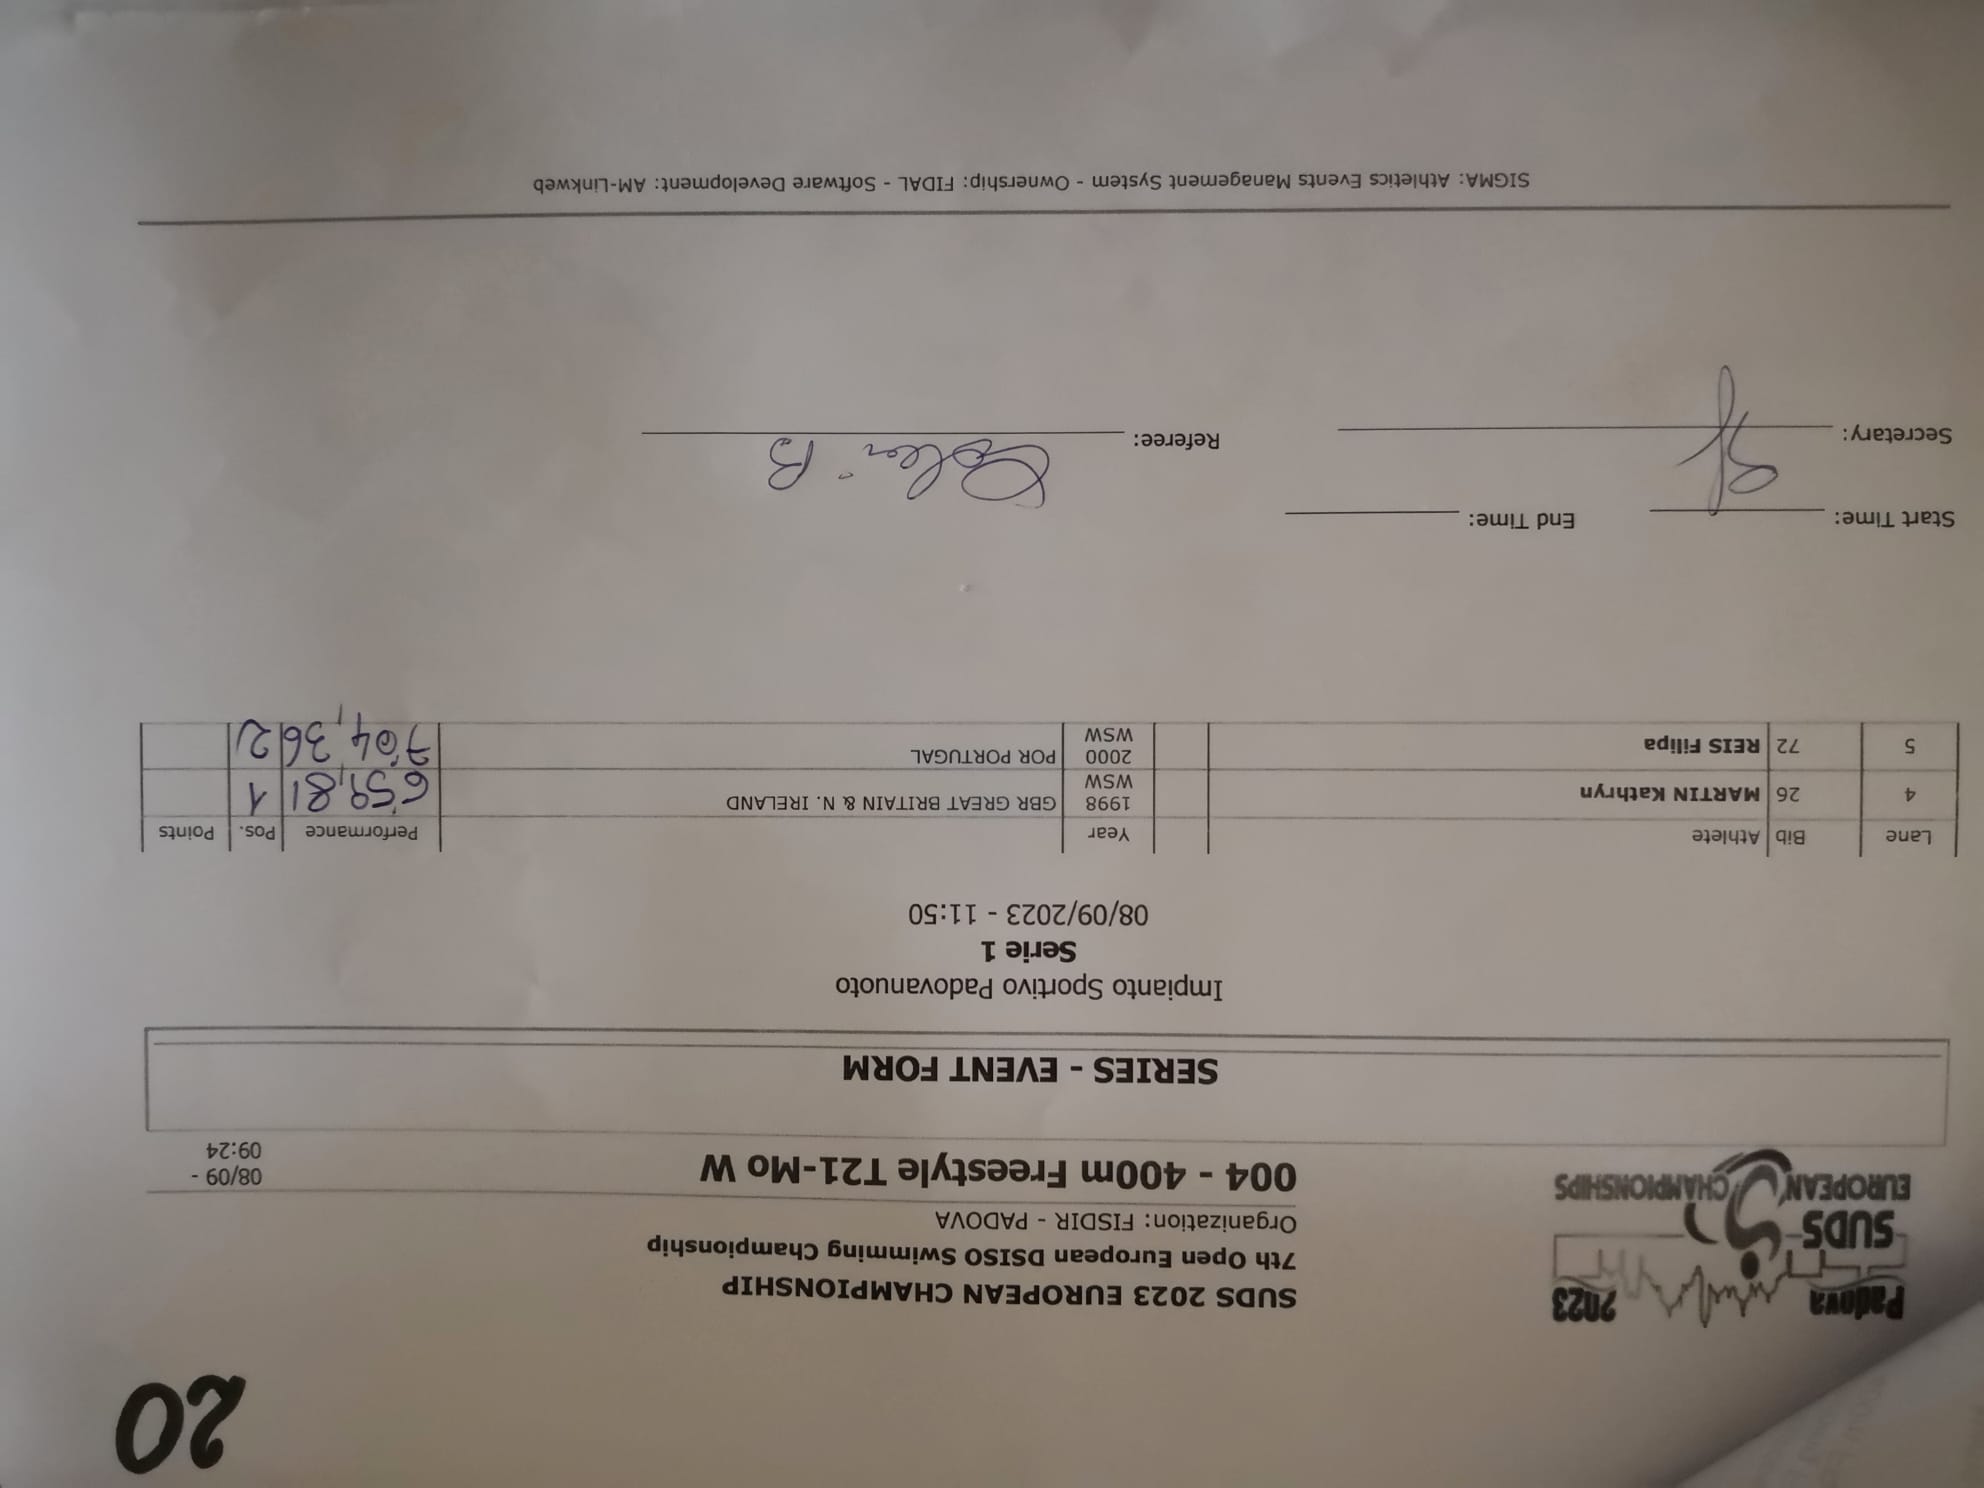 20
Padova 2023
SUDS
EUROPEAN CHAMPIONSHIPS
SUDS 2023 EUROPEAN CHAMPIONSHIP
7th Open European DSISO Swimming Championship
Organization: FISDIR - PADOVA
004 - 400m Freestyle T21-Mo W
08/09 -
09:24
SERIES - EVENT FORM
Impianto Sportivo Padovanuoto
Serie 1
08/09/2023 - 11:50
Lane Bib Athlete Year Performance Pos. Points
4 26 MARTIN Kathryn 1998 WSW GBR GREAT BRITAIN & N. IRELAND 6 59,81 1
5 72 REIS Filipa 2000 WSW POR PORTUGAL 7 04,36 2
Start Time: End Time:
Secretary: Referee:
SIGMA: Athletics Events Management System - Ownership: FIDAL - Software Development: AM-Linkweb